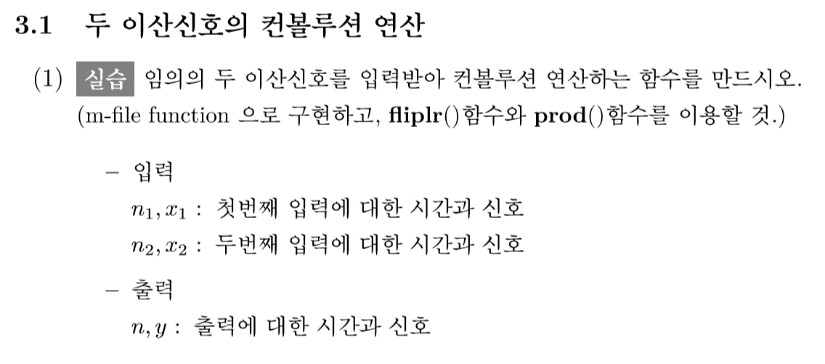 3.1 두 이산신호의 컨볼루션 연산
(1) 실습 임의의 두 이산신호를 입력받아 컨볼루션 연산하는 함수를 만드시오.
(m-file function 으로 구현하고, fliplr()함수와 prod()함수를 이용할 것.)
– 입력
n₁, x₁ : 첫번째 입력에 대한 시간과 신호
n₂, x₂ : 두번째 입력에 대한 시간과 신호
– 출력
n, y : 출력에 대한 시간과 신호